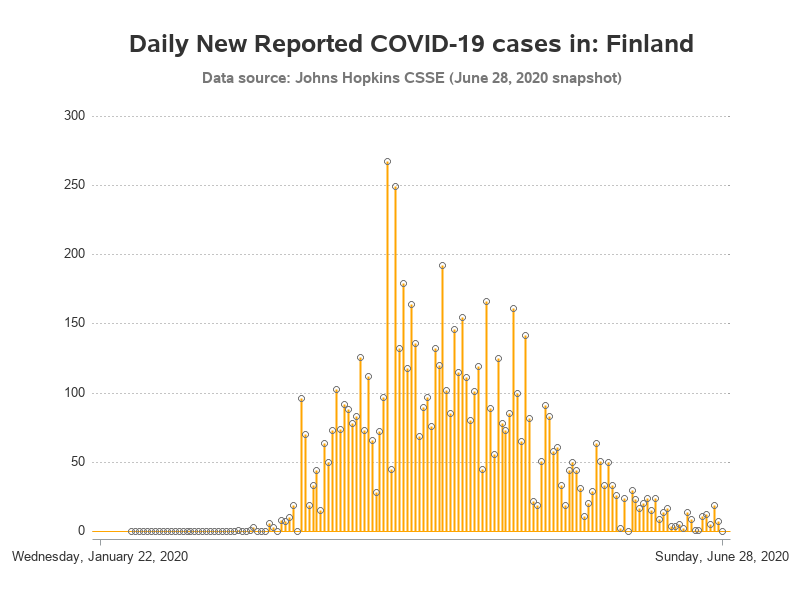 Daily New Reported COVID-19 cases in: Finland
Data source: Johns Hopkins CSSE (June 28, 2020 snapshot)
300
250
200
150
100
50
0
Wednesday, January 22, 2020
Sunday, June 28, 2020